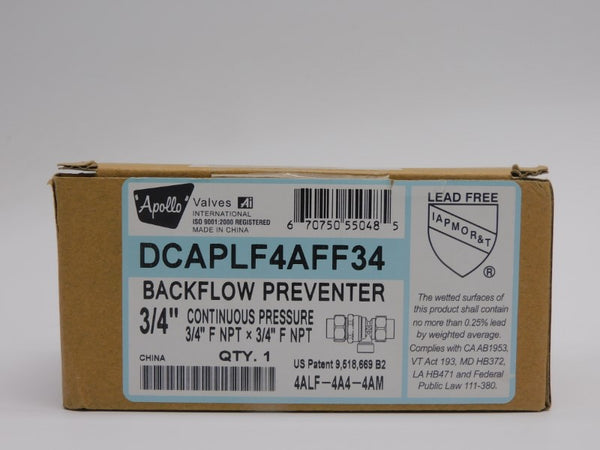 Apollo
Valves Ai
INTERNATIONAL
ISO 9001:2000 REGISTERED
MADE IN CHINA
6 70750 55048 5
DCAPLF4AFF34
BACKFLOW PREVENTER
3/4" CONTINUOUS PRESSURE
3/4" F NPT x 3/4" F NPT
CHINA
QTY. 1
US Patent 9,518,669 B2
4ALF-4A4-4AM
LEAD FREE
IAPMOR&T
®
The wetted surfaces of
this product shall contain
no more than 0.25% lead
by weighted average.
Complies with CA AB1953,
VT Act 193, MD HB372,
LA HB471 and Federal
Public Law 111-380.